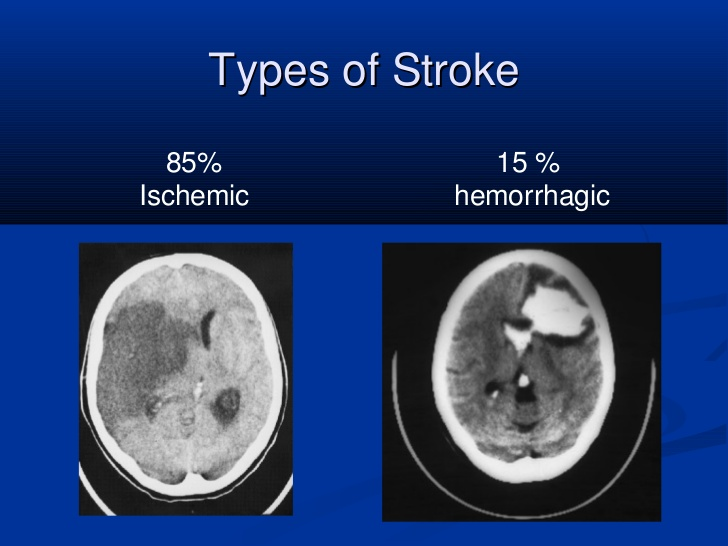 Types of Stroke
85%
Ischemic
15 %
hemorrhagic